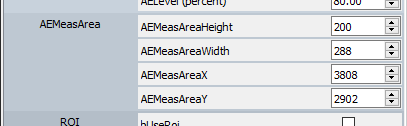 AELevel (percent) 80.00
AEMeasArea AEMeasAreaHeight 200
AEMeasAreaWidth 288
AEMeasAreaX 3808
AEMeasAreaY 2902
ROI bUseRoi